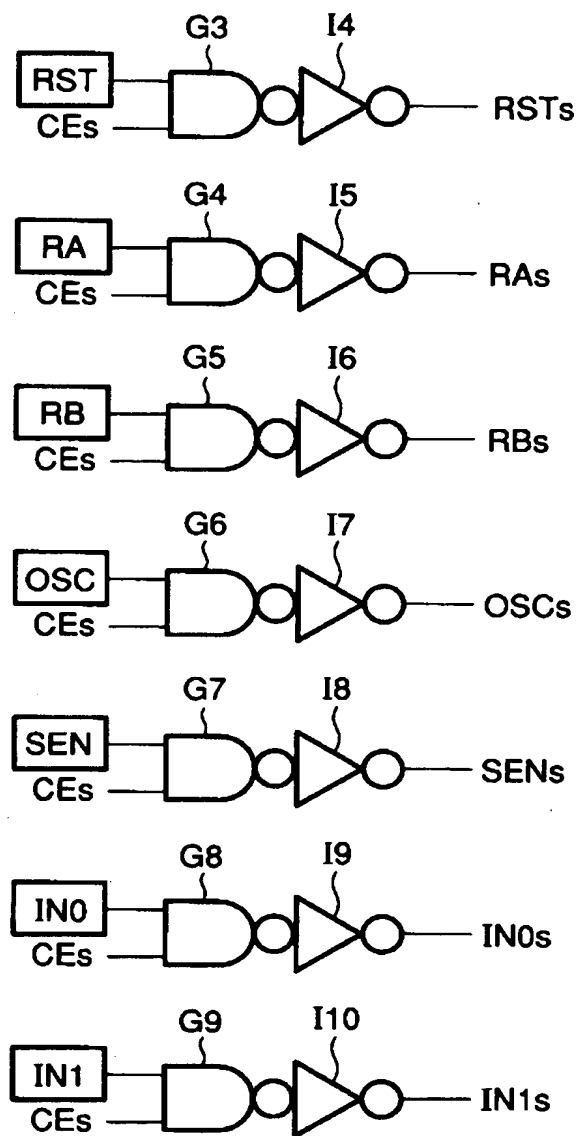 G3 I4
RST
CEs
RSTs
G4 I5
RA
CEs
RAs
G5 I6
RB
CEs
RBs
G6 I7
OSC
CEs
OSCs
G7 I8
SEN
CEs
SENs
G8 I9
IN0
CEs
IN0s
G9 I10
IN1
CEs
IN1s